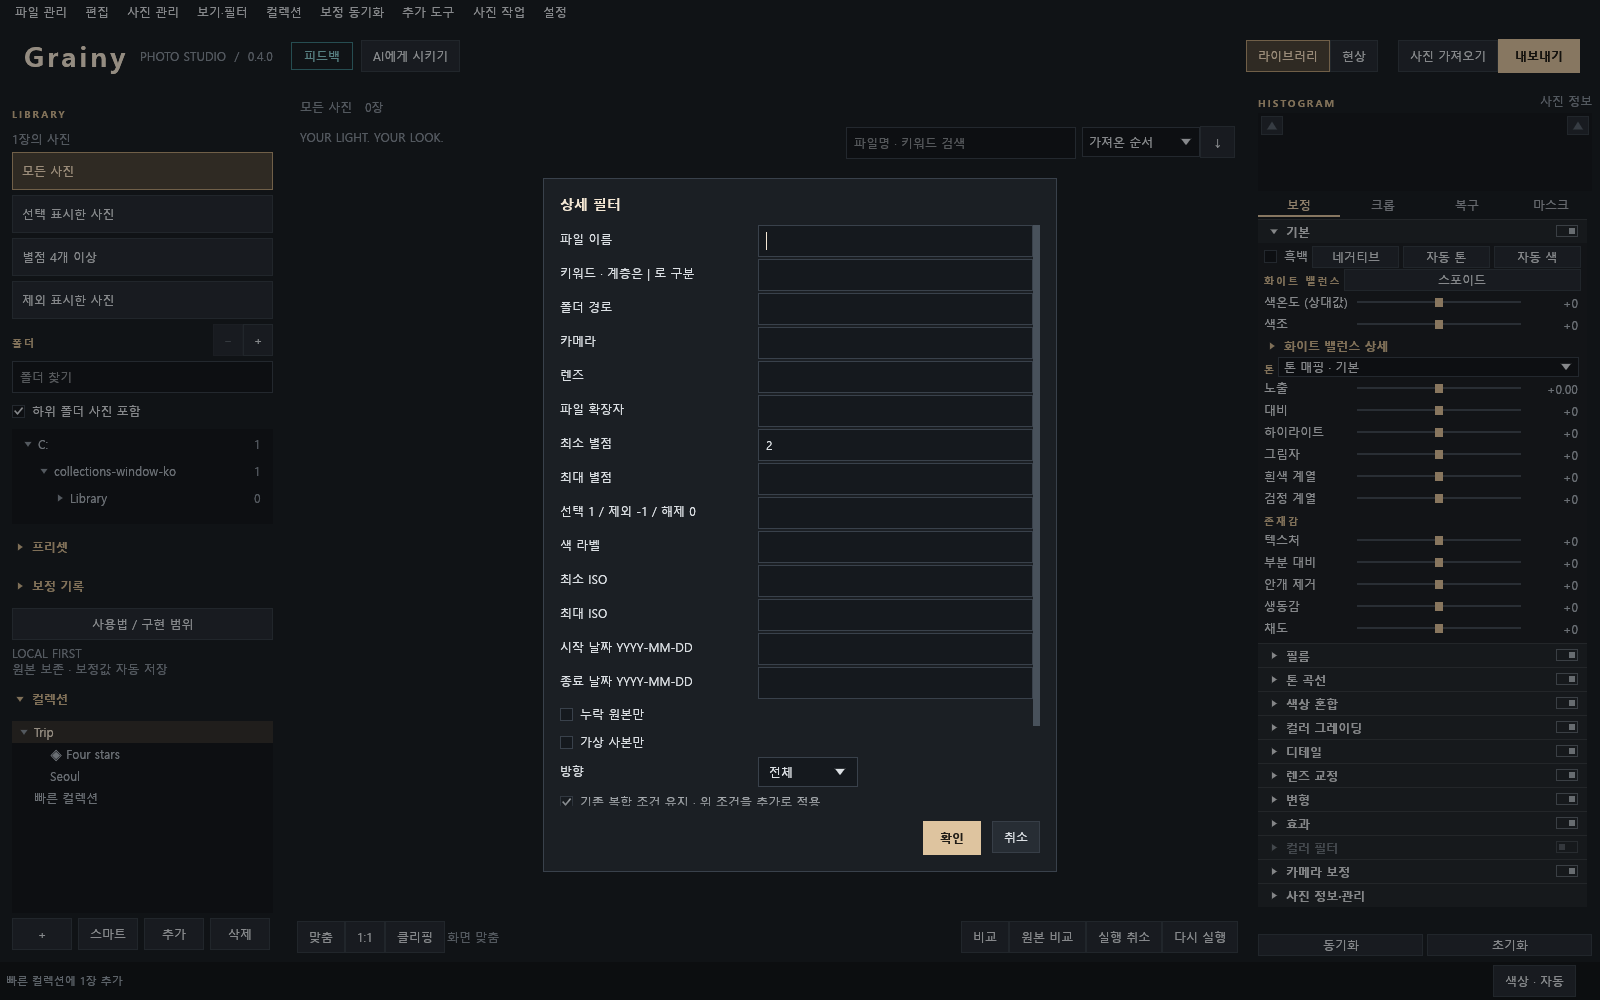 파일 관리 편집 사진 관리 보기·필터 컬렉션 보정 동기화 추가 도구 사진 작업 설정
Grainy PHOTO STUDIO / 0.4.0 피드백 AI에게 시키기 라이브러리 현상 사진 가져오기 내보내기
LIBRARY
1장의 사진
모든 사진
선택 표시한 사진
별점 4개 이상
제외 표시한 사진
폴더 − +
폴더 찾기
하위 폴더 사진 포함
C: 1
collections-window-ko 1
Library 0
프리셋
보정 기록
사용법 / 구현 범위
LOCAL FIRST
원본 보존 · 보정값 자동 저장
컬렉션
Trip
Four stars
Seoul
빠른 컬렉션
+ 스마트 추가 삭제
빠른 컬렉션에 1장 추가
모든 사진 0장
YOUR LIGHT. YOUR LOOK.
파일명 · 키워드 검색 가져온 순서 ↓
상세 필터
파일 이름
키워드 · 계층은 | 로 구분
폴더 경로
카메라
렌즈
파일 확장자
최소 별점 2
최대 별점
선택 1 / 제외 -1 / 해제 0
색 라벨
최소 ISO
최대 ISO
시작 날짜 YYYY-MM-DD
종료 날짜 YYYY-MM-DD
누락 원본만
가상 사본만
방향 전체
기존 복합 조건 유지 · 위 조건을 추가로 적용
확인 취소
맞춤 1:1 클리핑 화면 맞춤 비교 원본 비교 실행 취소 다시 실행
HISTOGRAM 사진 정보
보정 크롭 복구 마스크
기본
흑백 네거티브 자동 톤 자동 색
화이트 밸런스 스포이드
색온도 (상대값) +0
색조 +0
화이트 밸런스 상세
톤 톤 매핑 · 기본
노출 +0.00
대비 +0
하이라이트 +0
그림자 +0
흰색 계열 +0
검정 계열 +0
존재감
텍스처 +0
부분 대비 +0
안개 제거 +0
생동감 +0
채도 +0
필름
톤 곡선
색상 혼합
컬러 그레이딩
디테일
렌즈 교정
변형
효과
컬러 필터
카메라 보정
사진 정보·관리
동기화 초기화
색상 · 자동